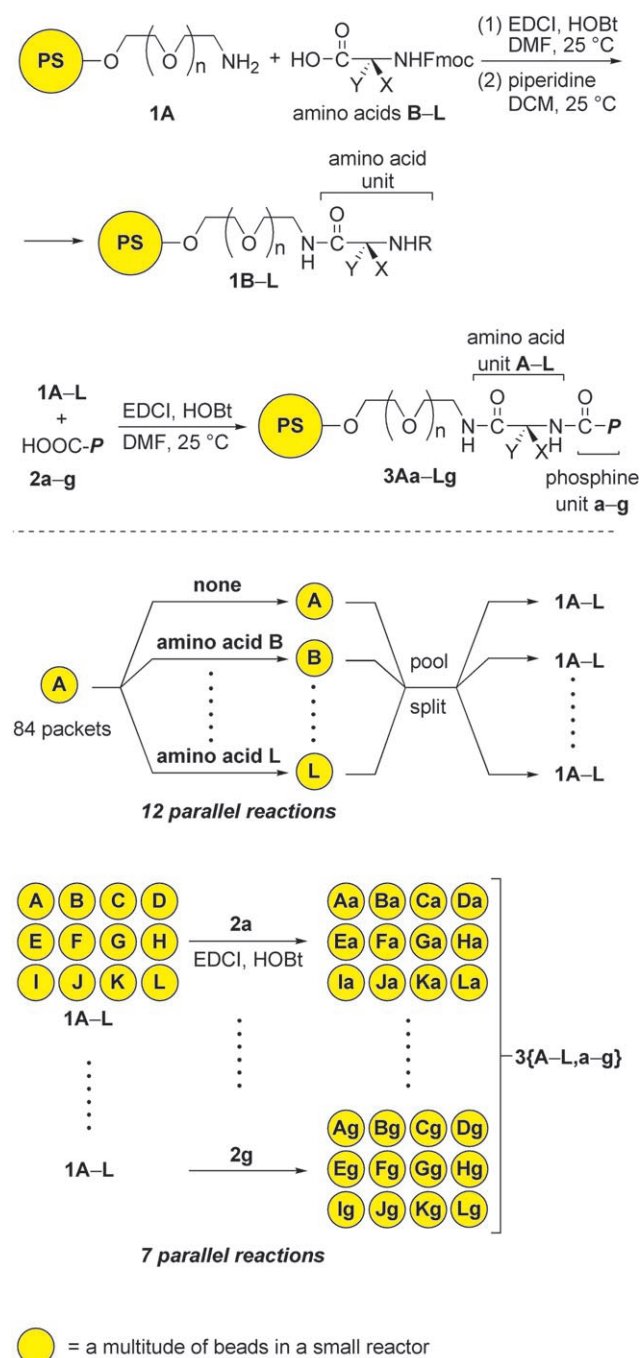 PS O ( O ) n NH2 + HO O Y X NHFmoc (1) EDCI, HOBt
DMF, 25 °C
(2) piperidine
DCM, 25 °C
1A
amino acids B–L
amino acid
unit
PS O ( O ) n N H O Y X NHR
1B–L
amino acid
unit A–L
1A–L
+
HOOC-P
2a–g
EDCI, HOBt
DMF, 25 °C
PS O ( O ) n N H C O Y X N H O C P
3Aa–Lg
phosphine
unit a–g
none
A
1A–L
amino acid B
B
pool
1A–L
A
split
84 packets
amino acid L
L
1A–L
12 parallel reactions
A B C D
E F G H
I J K L
1A–L
2a
EDCI, HOBt
Aa Ba Ca Da
Ea Fa Ga Ha
Ia Ja Ka La
3{A–L,a–g}
1A–L
2g
Ag Bg Cg Dg
Eg Fg Gg Hg
Ig Jg Kg Lg
7 parallel reactions
= a multitude of beads in a small reactor